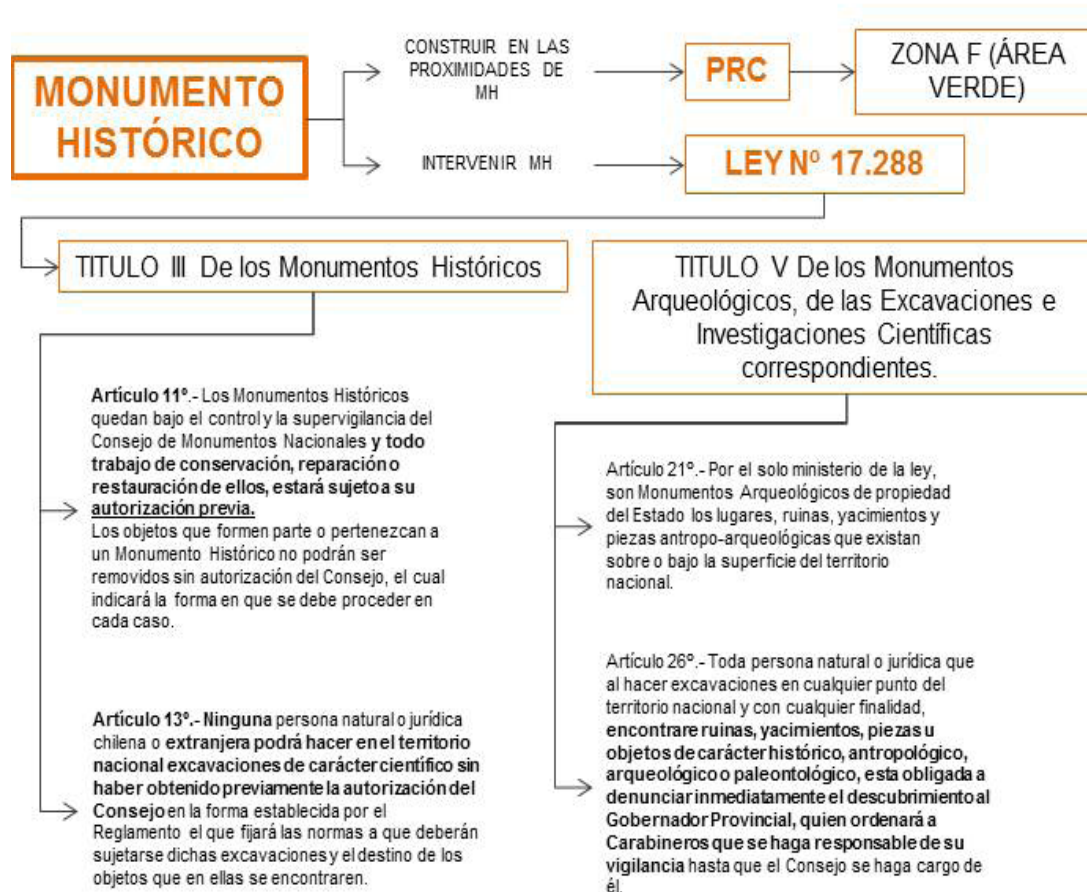 MONUMENTO
HISTÓRICO
CONSTRUIR EN LAS
PROXIMIDADES DE
MH
PRC
ZONA F (ÁREA
VERDE)
INTERVENIR MH
LEY Nº 17.288
TITULO III De los Monumentos Históricos
Artículo 11º.- Los Monumentos Históricos
quedan bajo el control y la supervigilancia del
Consejo de Monumentos Nacionales y todo
trabajo de conservación, reparación o
restauración de ellos, estará sujeto a su
autorización previa.
Los objetos que formen parte o pertenezcan a
un Monumento Histórico no podrán ser
removidos sin autorización del Consejo, el cual
indicará la forma en que se debe proceder en
cada caso.
Artículo 13º.- Ninguna persona natural o jurídica
chilena o extranjera podrá hacer en el territorio
nacional excavaciones de carácter científico sin
haber obtenido previamente la autorización del
Consejo en la forma establecida por el
Reglamento el que fijará las normas a que deberán
sujetarse dichas excavaciones y el destino de los
objetos que en ellas se encontraren.
TITULO V De los Monumentos
Arqueológicos, de las Excavaciones e
Investigaciones Científicas
correspondientes.
Artículo 21º.- Por el solo ministerio de la ley,
son Monumentos Arqueológicos de propiedad
del Estado los lugares, ruinas, yacimientos y
piezas antropo-arqueológicas que existan
sobre o bajo la superficie del territorio
nacional.
Artículo 26º.- Toda persona natural o jurídica que
al hacer excavaciones en cualquier punto del
territorio nacional y con cualquier finalidad,
encontrare ruinas, yacimientos, piezas u
objetos de carácter histórico, antropológico,
arqueológico o paleontológico, esta obligada a
denunciar inmediatamente el descubrimiento al
Gobernador Provincial, quien ordenará a
Carabineros que se haga responsable de su
vigilancia hasta que el Consejo se haga cargo de
él.